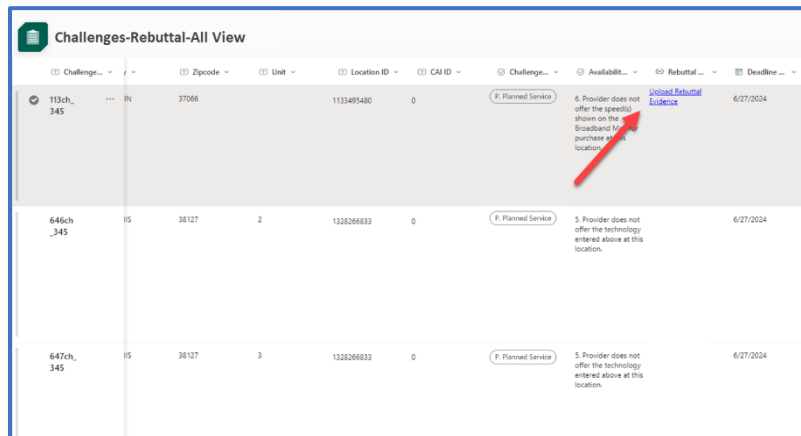 Challenges-Rebuttal-All View
Challenge... Zipcode Unit Location ID CAI ID Challenge... Availabilit... Rebuttal ... Deadline ...
113ch_ ... IN 37066 1133495480 0 P. Planned Service 6. Provider does not Upload Rebuttal 6/27/2024
345 offer the speed(s) Evidence
shown on the
Broadband
purchase at
location.
646ch IS 38127 2 1328266833 0 P. Planned Service 5. Provider does not 6/27/2024
_345 offer the technology
entered above at this
location.
647ch_ IS 38127 3 1328266833 0 P. Planned Service 5. Provider does not 6/27/2024
345 offer the technology
entered above at this
location.